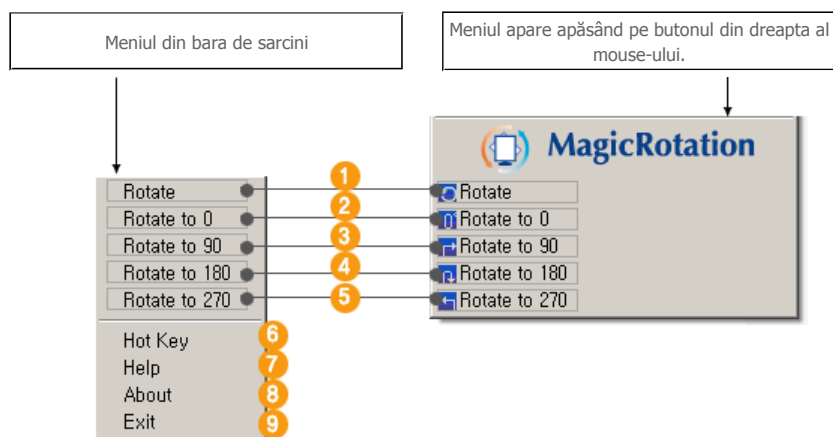 Meniul din bara de sarcini
Meniul apare apăsând pe butonul din dreapta al
mouse-ului.
MagicRotation
1
Rotate
Rotate
2
Rotate to 0
Rotate to 0
3
Rotate to 90
Rotate to 90
4
Rotate to 180
Rotate to 180
5
Rotate to 270
Rotate to 270
Hot Key
6
Help
7
About
8
Exit
9